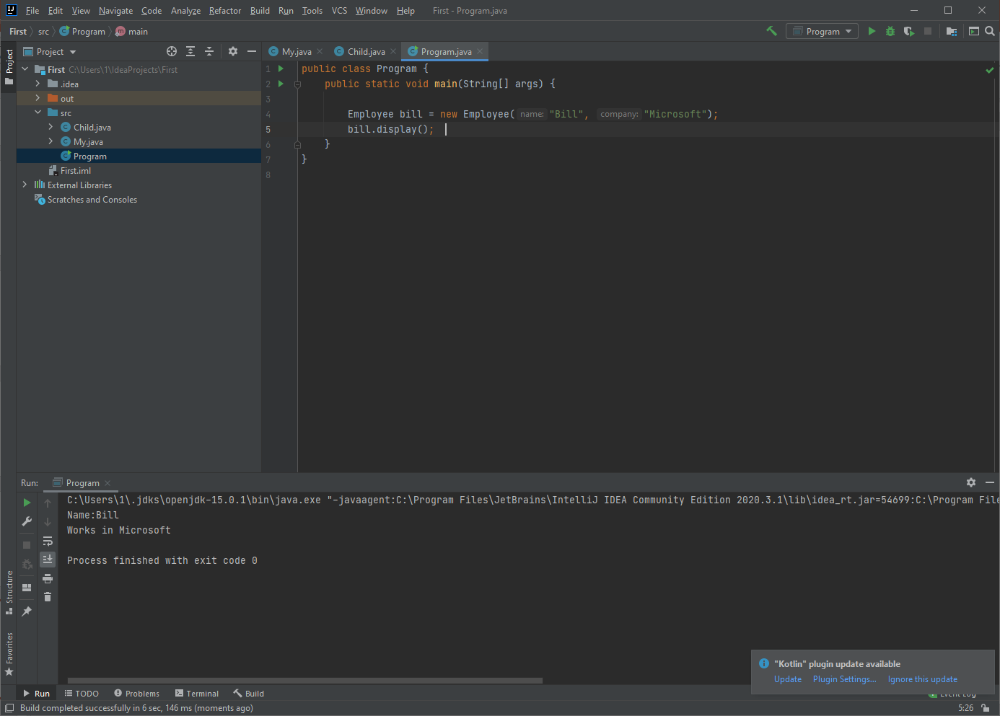 File Edit View Navigate Code Analyze Refactor Build Run Tools VCS Window Help First - Program.java
First src Program main Program
Project
Project My.java Child.java Program.java
First C:\Users\1\IdeaProjects\First
.idea
out
src
Child.java
My.java
Program
First.iml
External Libraries
Scratches and Consoles
1 public class Program {
2 public static void main(String[] args) {
3
4 Employee bill = new Employee( name: "Bill", company: "Microsoft");
5 bill.display();
6 }
7 }
8
Run: Program
C:\Users\1\.jdks\openjdk-15.0.1\bin\java.exe "-javaagent:C:\Program Files\JetBrains\IntelliJ IDEA Community Edition 2020.3.1\lib\idea_rt.jar=54699:C:\Program File
Name:Bill
Works in Microsoft
Process finished with exit code 0
Structure
Favorites
"Kotlin" plugin update available
Update Plugin Settings... Ignore this update
Run TODO Problems Terminal Build Event Log
Build completed successfully in 6 sec, 146 ms (moments ago) 5:26